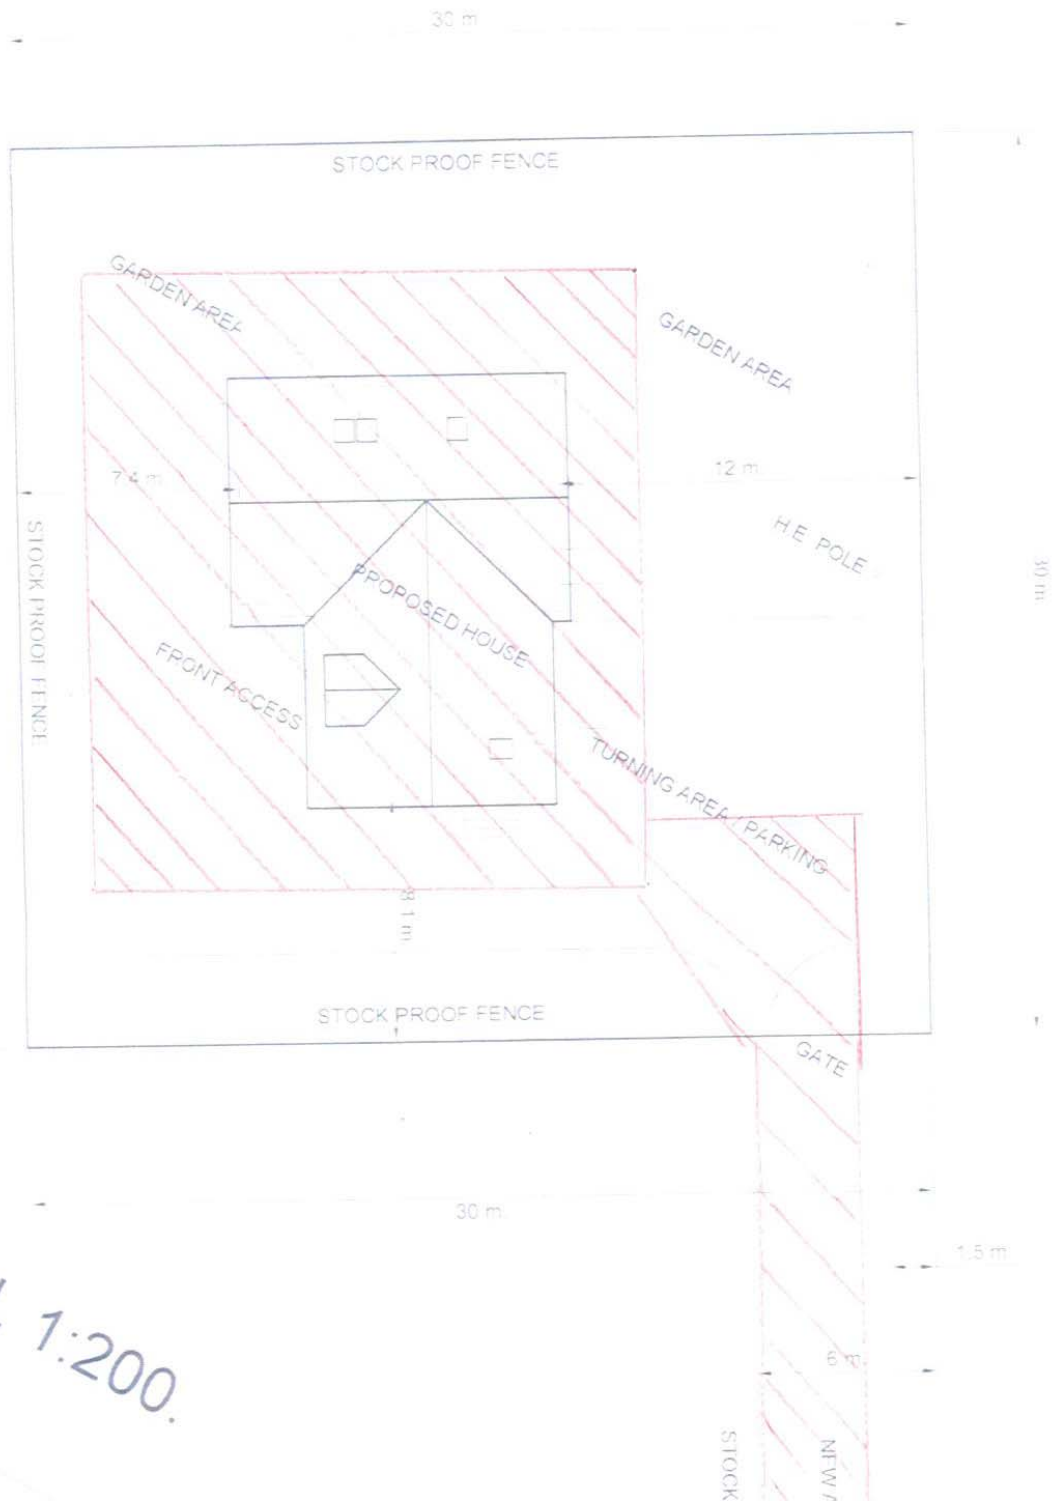 30 m
STOCK PROOF FENCE
GARDEN AREA
GARDEN AREA
7.4 m
12 m
H.E. POLE
STOCK PROOF FENCE
30 m
PROPOSED HOUSE
FRONT ACCESS
TURNING AREA / PARKING
8.1 m
STOCK PROOF FENCE
GATE
30 m
1.5 m
1:200.
6 m
STOCK
NEW